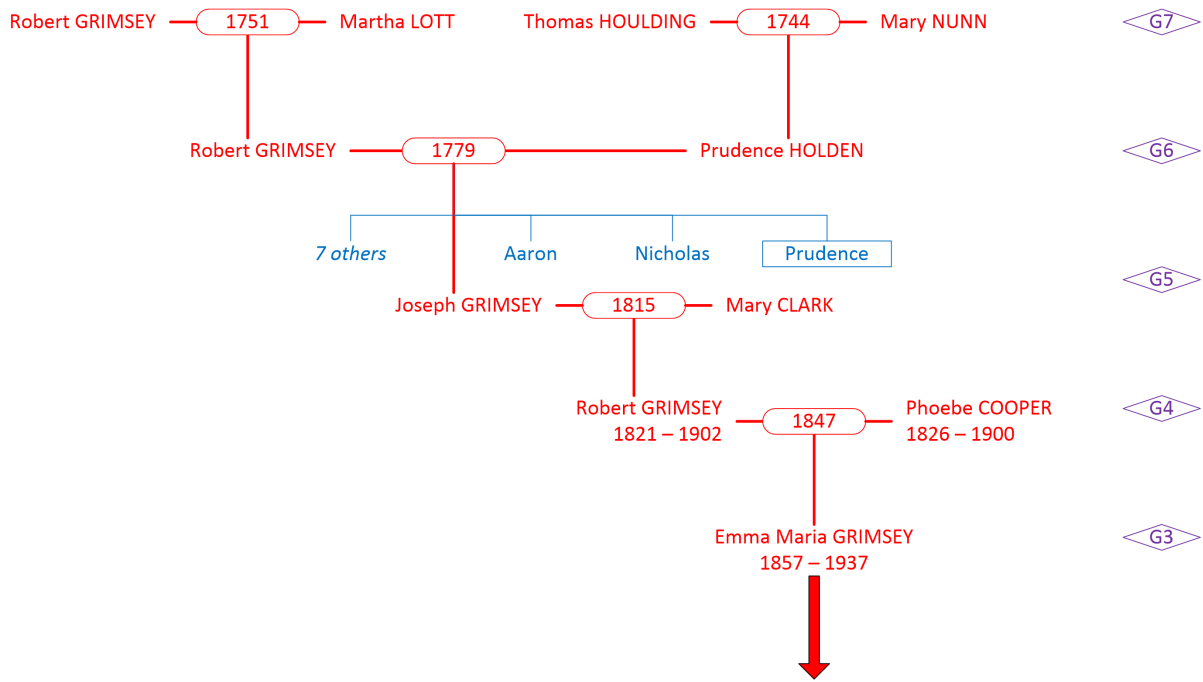 Robert GRIMSEY 1751 Martha LOTT Thomas HOULDING 1744 Mary NUNN G7
Robert GRIMSEY 1779 Prudence HOLDEN G6
7 others Aaron Nicholas Prudence
G5
Joseph GRIMSEY 1815 Mary CLARK
Robert GRIMSEY 1847 Phoebe COOPER G4
1821 – 1902 1826 – 1900
Emma Maria GRIMSEY G3
1857 – 1937